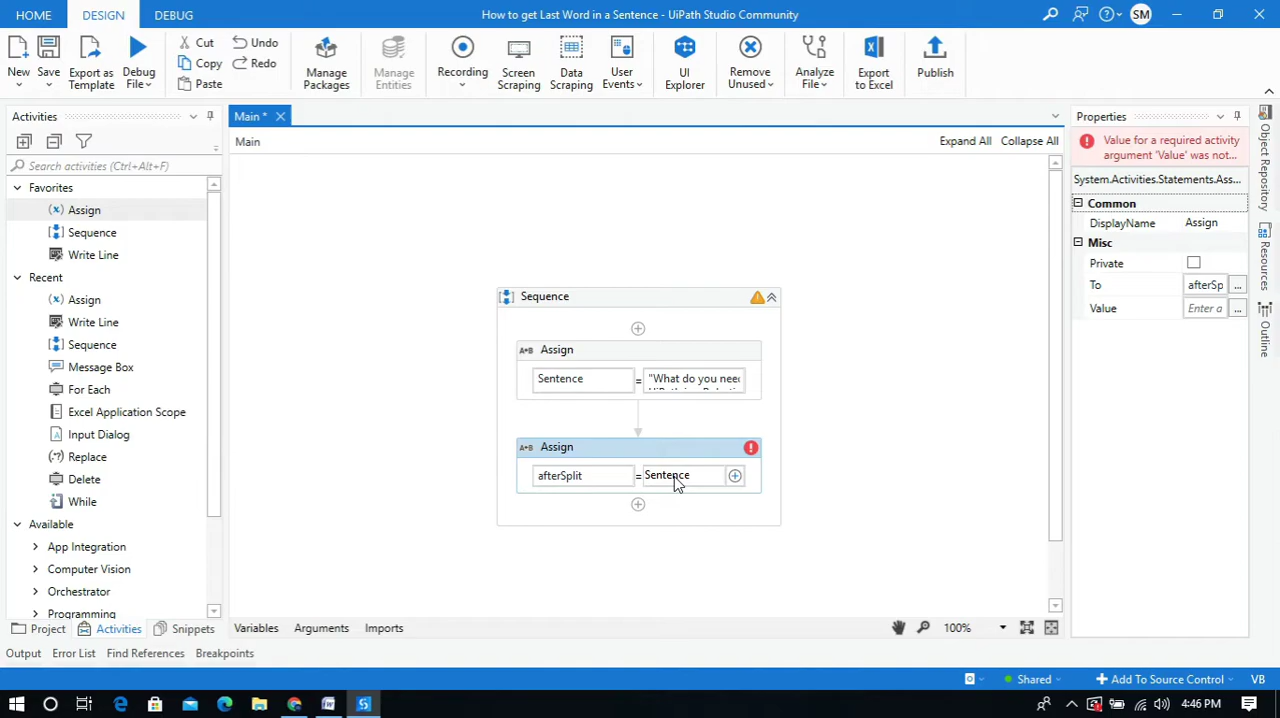 HOME DESIGN DEBUG How to get Last Word in a Sentence - UiPath Studio Community SM
New Save Export as Template Debug File Cut Copy Paste Undo Redo Manage Packages Manage Entities Recording Screen Scraping Data Scraping User Events UI Explorer Remove Unused Analyze File Export to Excel Publish
Activities
Search activities (Ctrl+Alt+F)
Favorites
Assign
Sequence
Write Line
Recent
Assign
Write Line
Sequence
Message Box
For Each
Excel Application Scope
Input Dialog
Replace
Delete
While
Available
App Integration
Computer Vision
Orchestrator
Programming
Project Activities Snippets
Main *
Main Expand All Collapse All
Sequence
A+B Assign
Sentence = "What do you need
A+B Assign
afterSplit = Sentence
Variables Arguments Imports 100%
Properties
Value for a required activity
argument 'Value' was not...
System.Activities.Statements.Ass...
Common
DisplayName Assign
Misc
Private
To afterSp ...
Value Enter a ...
Object Repository
Resources
Outline
Output Error List Find References Breakpoints
Shared Add To Source Control VB
4:46 PM